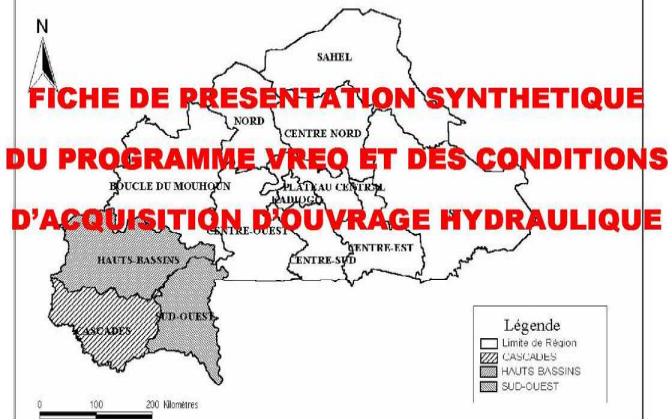 N
SAHEL
FICHE DE PRESENTATION SYNTHETIQUE
NORD
CENTRE NORD
DU PROGRAMME VREO ET DES CONDITIONS
BOUCLE DU MOUHOUN
PLATEAU CENTRAL
D'ACQUISITION D'OUVRAGE HYDRAULIQUE
CENTRE-OUEST
CENTRE-EST
HAUTS-BASSINS
CENTRE-SUD
SUD-OUEST
CASCADES
Légende
Limite de Région
CASCADES
HAUTS BASSINS
SUD-OUEST
0 100 200 Kilomètres